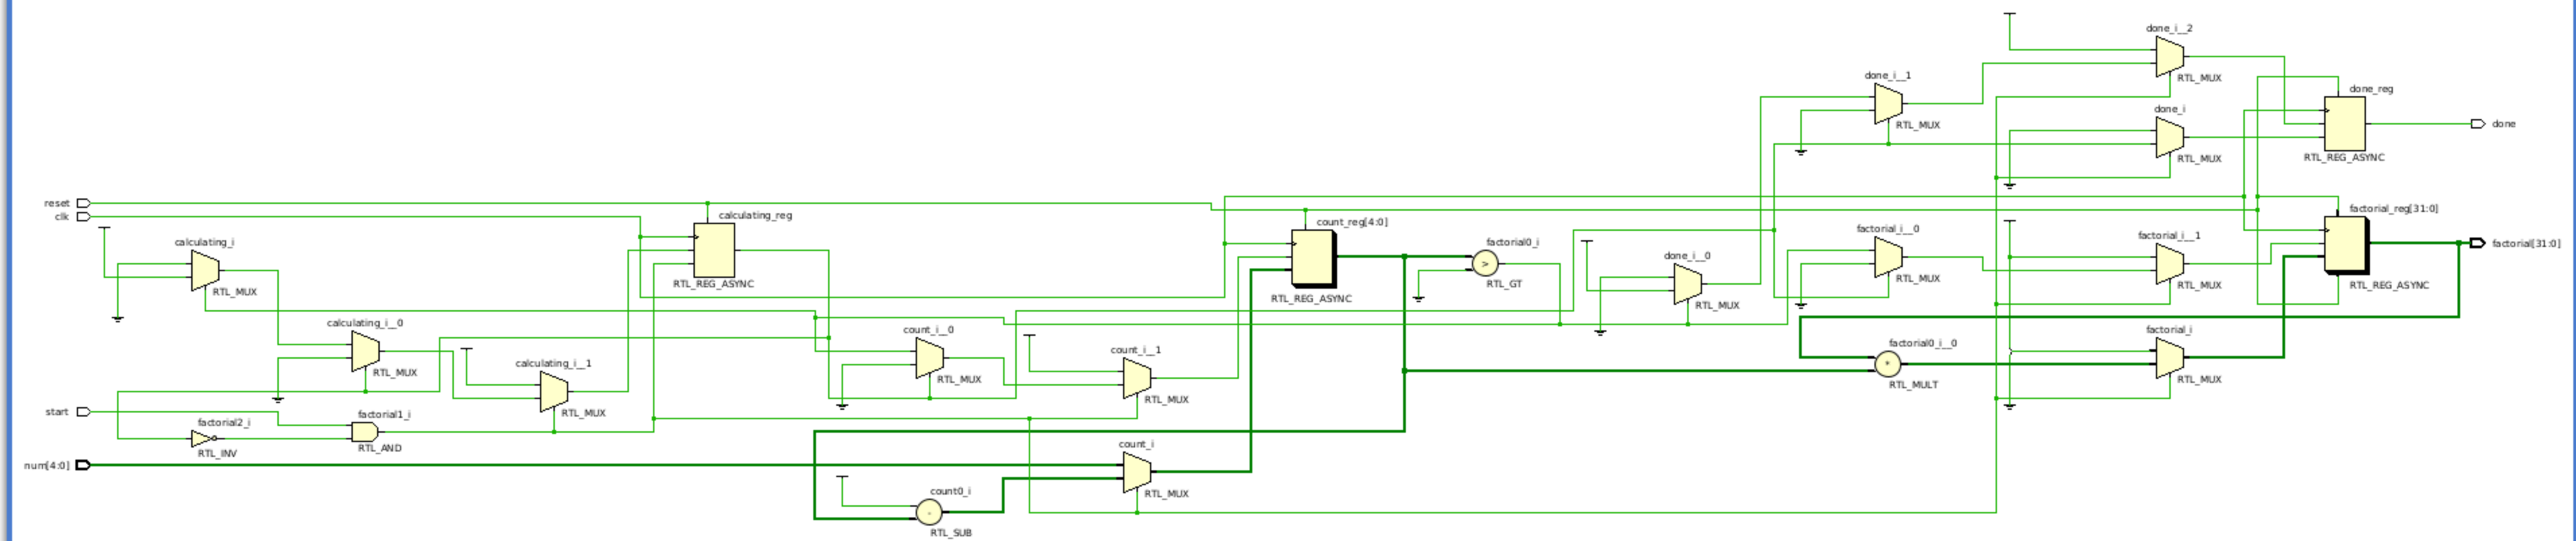 done_i__2
RTL_MUX
done_i__1
RTL_MUX
done_reg
RTL_REG_ASYNC
done_i
RTL_MUX
done
reset
clk
calculating_reg
RTL_REG_ASYNC
count_reg[4:0]
RTL_REG_ASYNC
factorial_reg[31:0]
RTL_REG_ASYNC
factorial[31:0]
calculating_i
RTL_MUX
factorial0_i
>
RTL_GT
done_i__0
RTL_MUX
factorial_i__0
RTL_MUX
factorial_i__1
RTL_MUX
calculating_i__0
RTL_MUX
count_i__0
RTL_MUX
count_i__1
RTL_MUX
factorial0_i__0
*
RTL_MULT
factorial_i
RTL_MUX
calculating_i__1
RTL_MUX
start
factorial2_i
RTL_INV
factorial1_i
RTL_AND
num[4:0]
count_i
RTL_MUX
count0_i
-
RTL_SUB